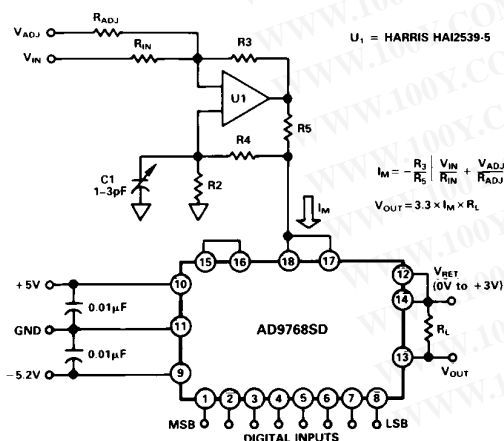 VADJ
RADJ
VIN
RIN
R3
U1 = HARRIS HAI2539-5
U1
R4
R5
C1
1-3pF
R2
IM
IM = - R3/R5 | VIN/RIN + VADJ/RADJ
VOUT = 3.3 × IM × RL
15
16
18
17
+5V
10
0.01µF
GND
11
0.01µF
-5.2V
9
AD9768SD
12
VRET
(0V to +3V)
14
RL
13
VOUT
1
2
3
4
5
6
7
8
MSB
LSB
DIGITAL INPUTS
WWW.100Y.CO